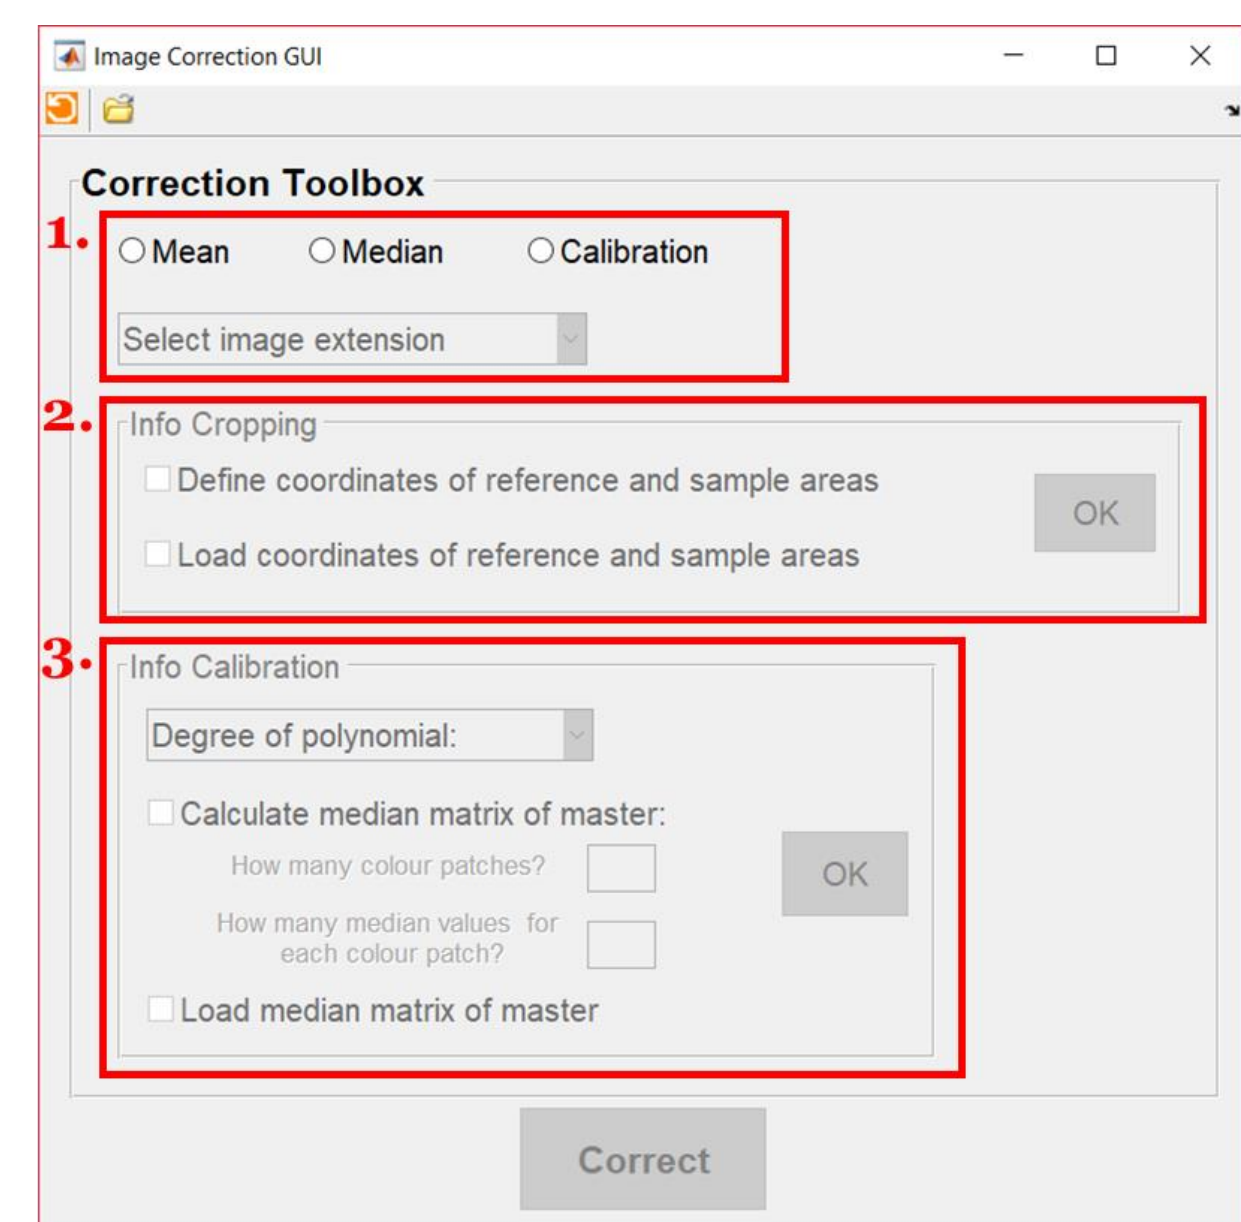 Image Correction GUI
Correction Toolbox
1.
Mean Median Calibration
Select image extension
2.
Info Cropping
Define coordinates of reference and sample areas
OK
Load coordinates of reference and sample areas
3.
Info Calibration
Degree of polynomial:
Calculate median matrix of master:
How many colour patches?
OK
How many median values for
each colour patch?
Load median matrix of master
Correct